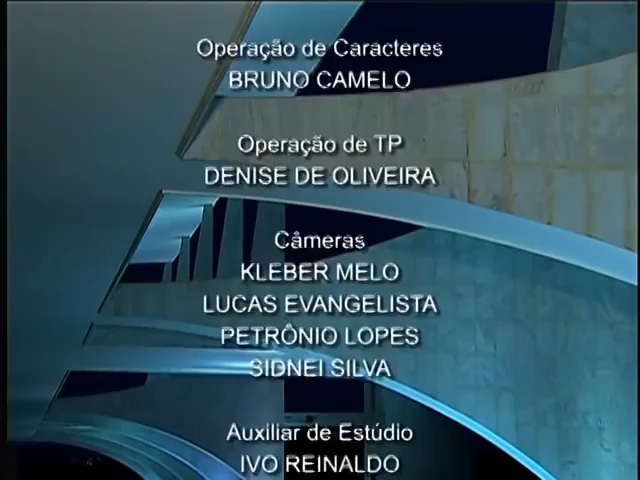 Operação de Caracteres
BRUNO CAMELO
Operação de TP
DENISE DE OLIVEIRA
Câmeras
KLEBER MELO
LUCAS EVANGELISTA
PETRÔNIO LOPES
SIDNEI SILVA
Auxiliar de Estúdio
IVO REINALDO